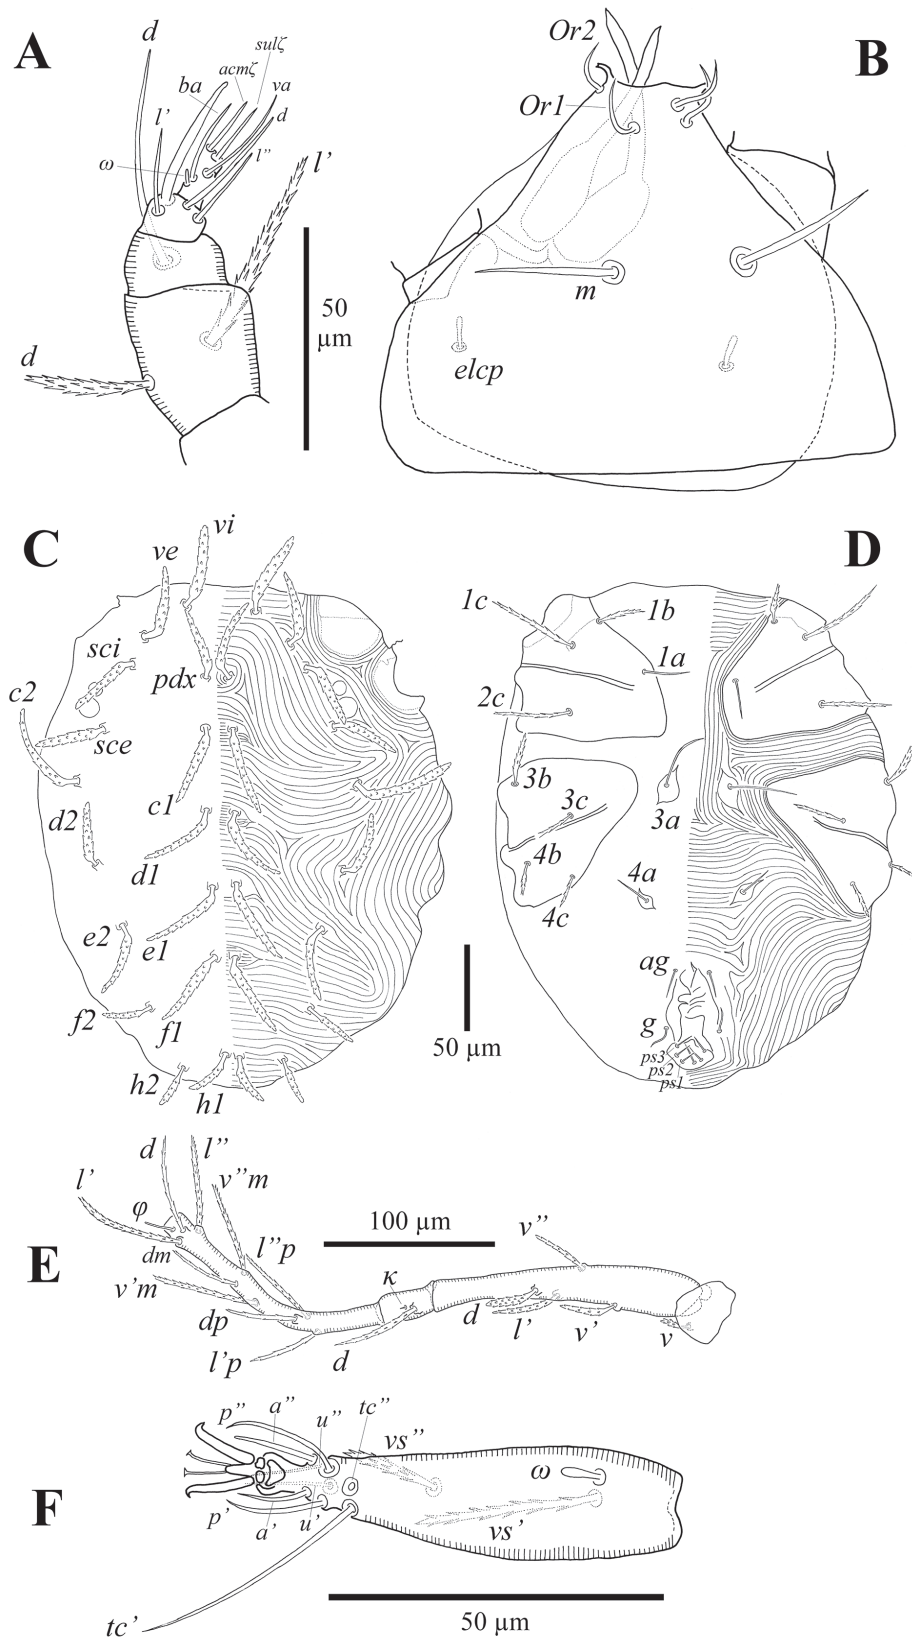 A
d
sulζ
acmζ
ba
va
d
l’
l”
ω
l’
50
µm
d
B
Or2
Or1
m
elcp
C
vi
ve
sci
pdx
c2
sce
c1
d2
d1
e2
e1
f2
f1
h2
h1
50 µm
D
1c
1b
1a
2c
3b
3c
3a
4b
4a
4c
ag
g
ps3
ps2
ps1
E
d
l”
l’
v”m
φ
100 µm
v”
l”p
dm
κ
v’m
dp
d
l’
v’
v
l’p
d
F
p”
a”
u”
tc”
vs”
ω
p’
a’
u’
vs’
tc’
50 µm